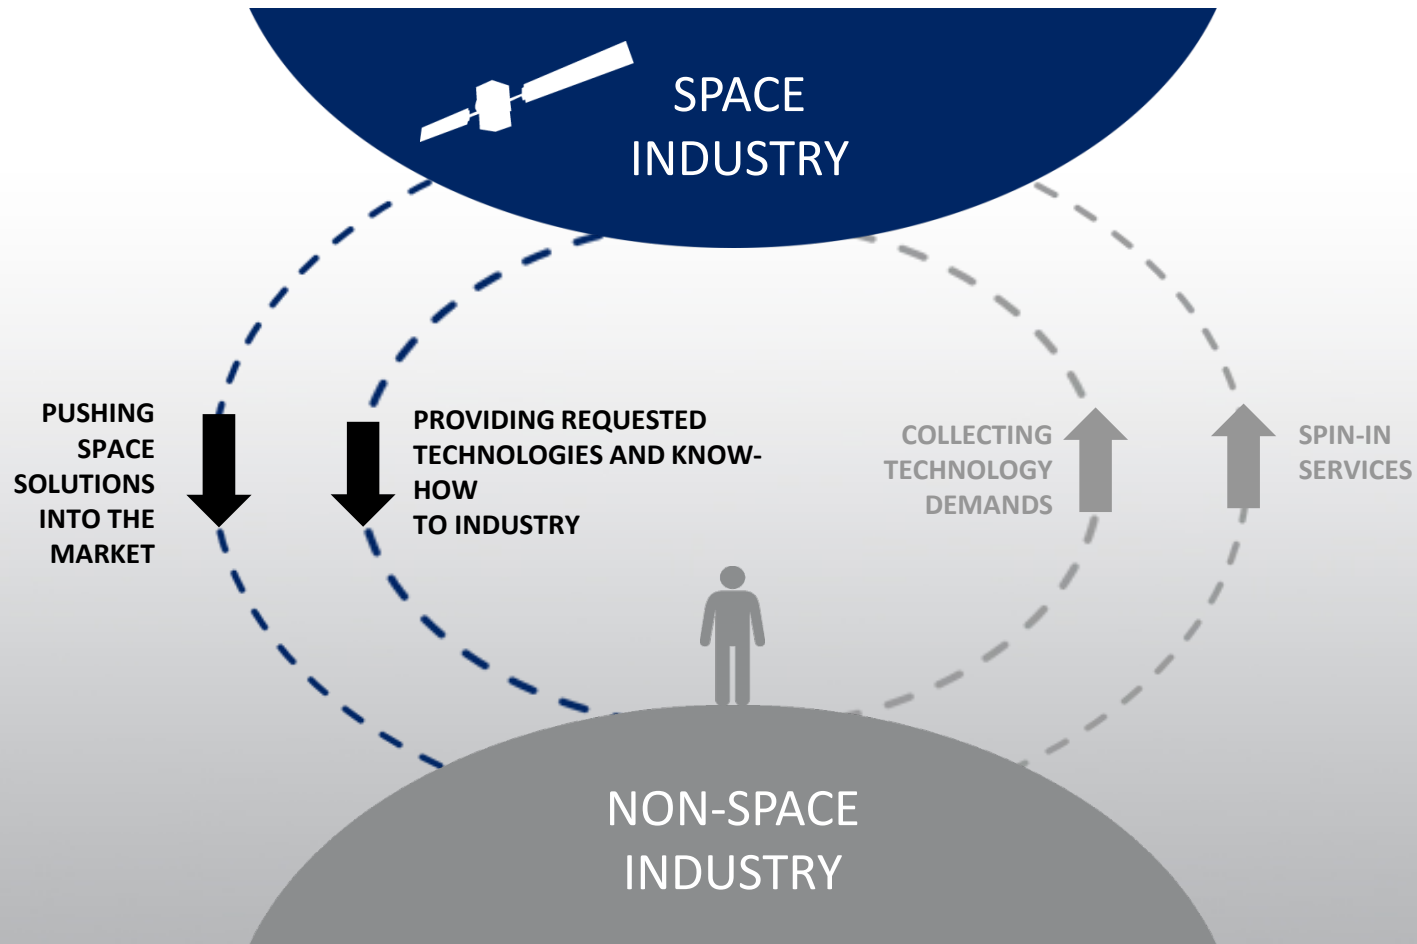 SPACE
INDUSTRY
PUSHING
SPACE
SOLUTIONS
INTO THE
MARKET
PROVIDING REQUESTED
TECHNOLOGIES AND KNOW-
HOW
TO INDUSTRY
COLLECTING
TECHNOLOGY
DEMANDS
SPIN-IN
SERVICES
NON-SPACE
INDUSTRY